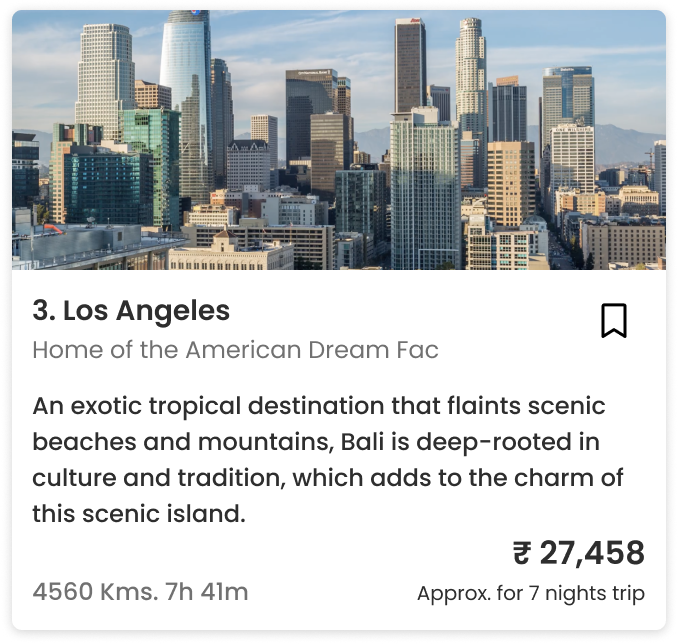 3. Los Angeles
Home of the American Dream Fac
An exotic tropical destination that flaints scenic
beaches and mountains, Bali is deep-rooted in
culture and tradition, which adds to the charm of
this scenic island.
₹ 27,458
4560 Kms. 7h 41m
Approx. for 7 nights trip